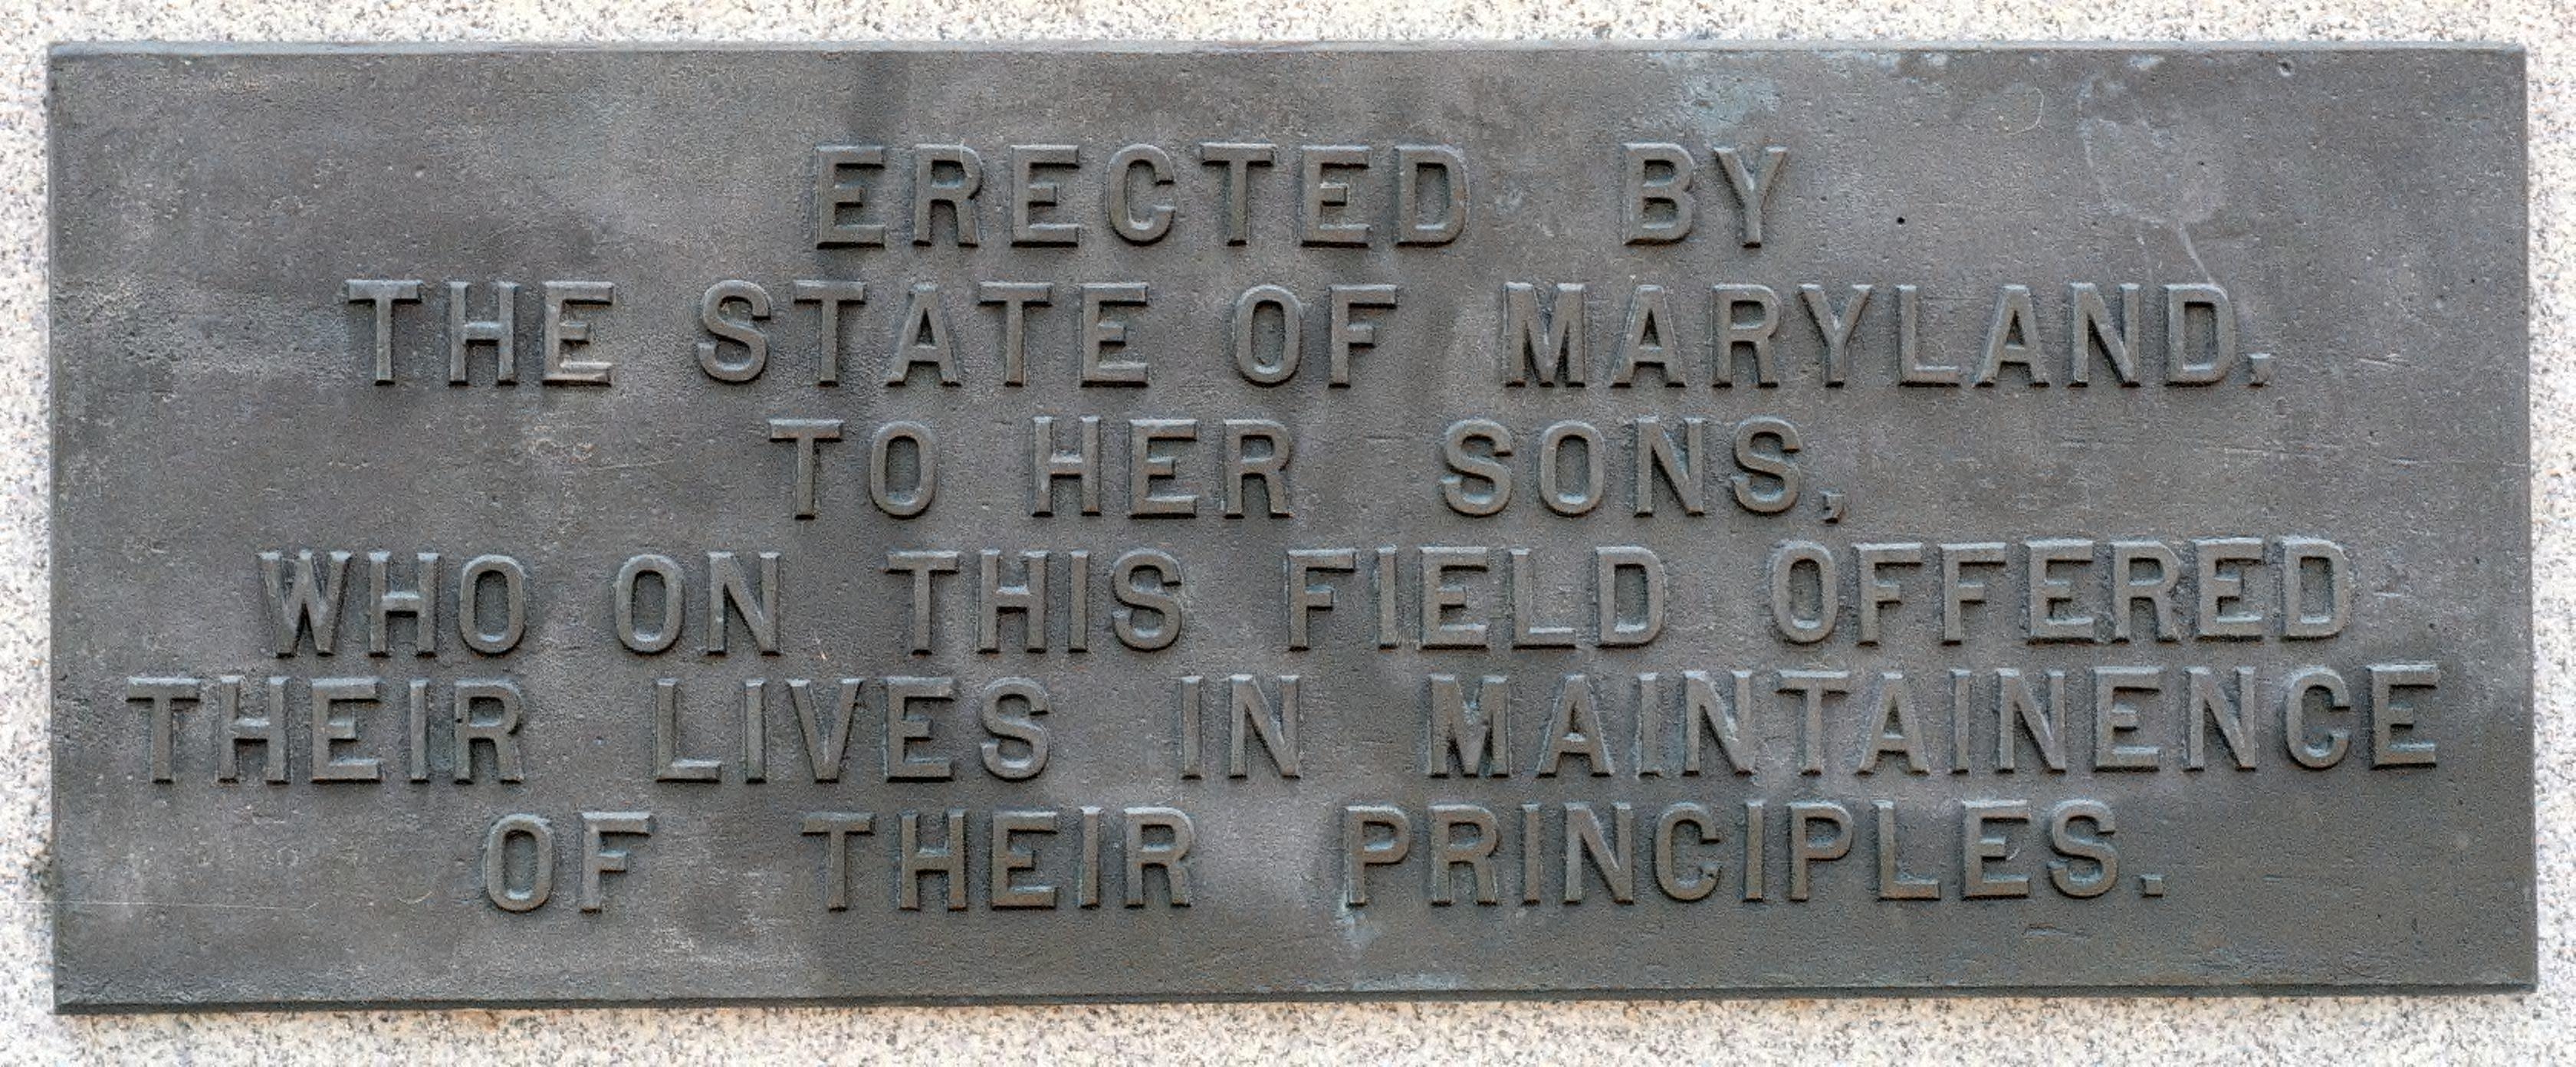 ERECTED BY
THE STATE OF MARYLAND,
TO HER SONS,
WHO ON THIS FIELD OFFERED
THEIR LIVES IN MAINTAINENCE
OF THEIR PRINCIPLES.